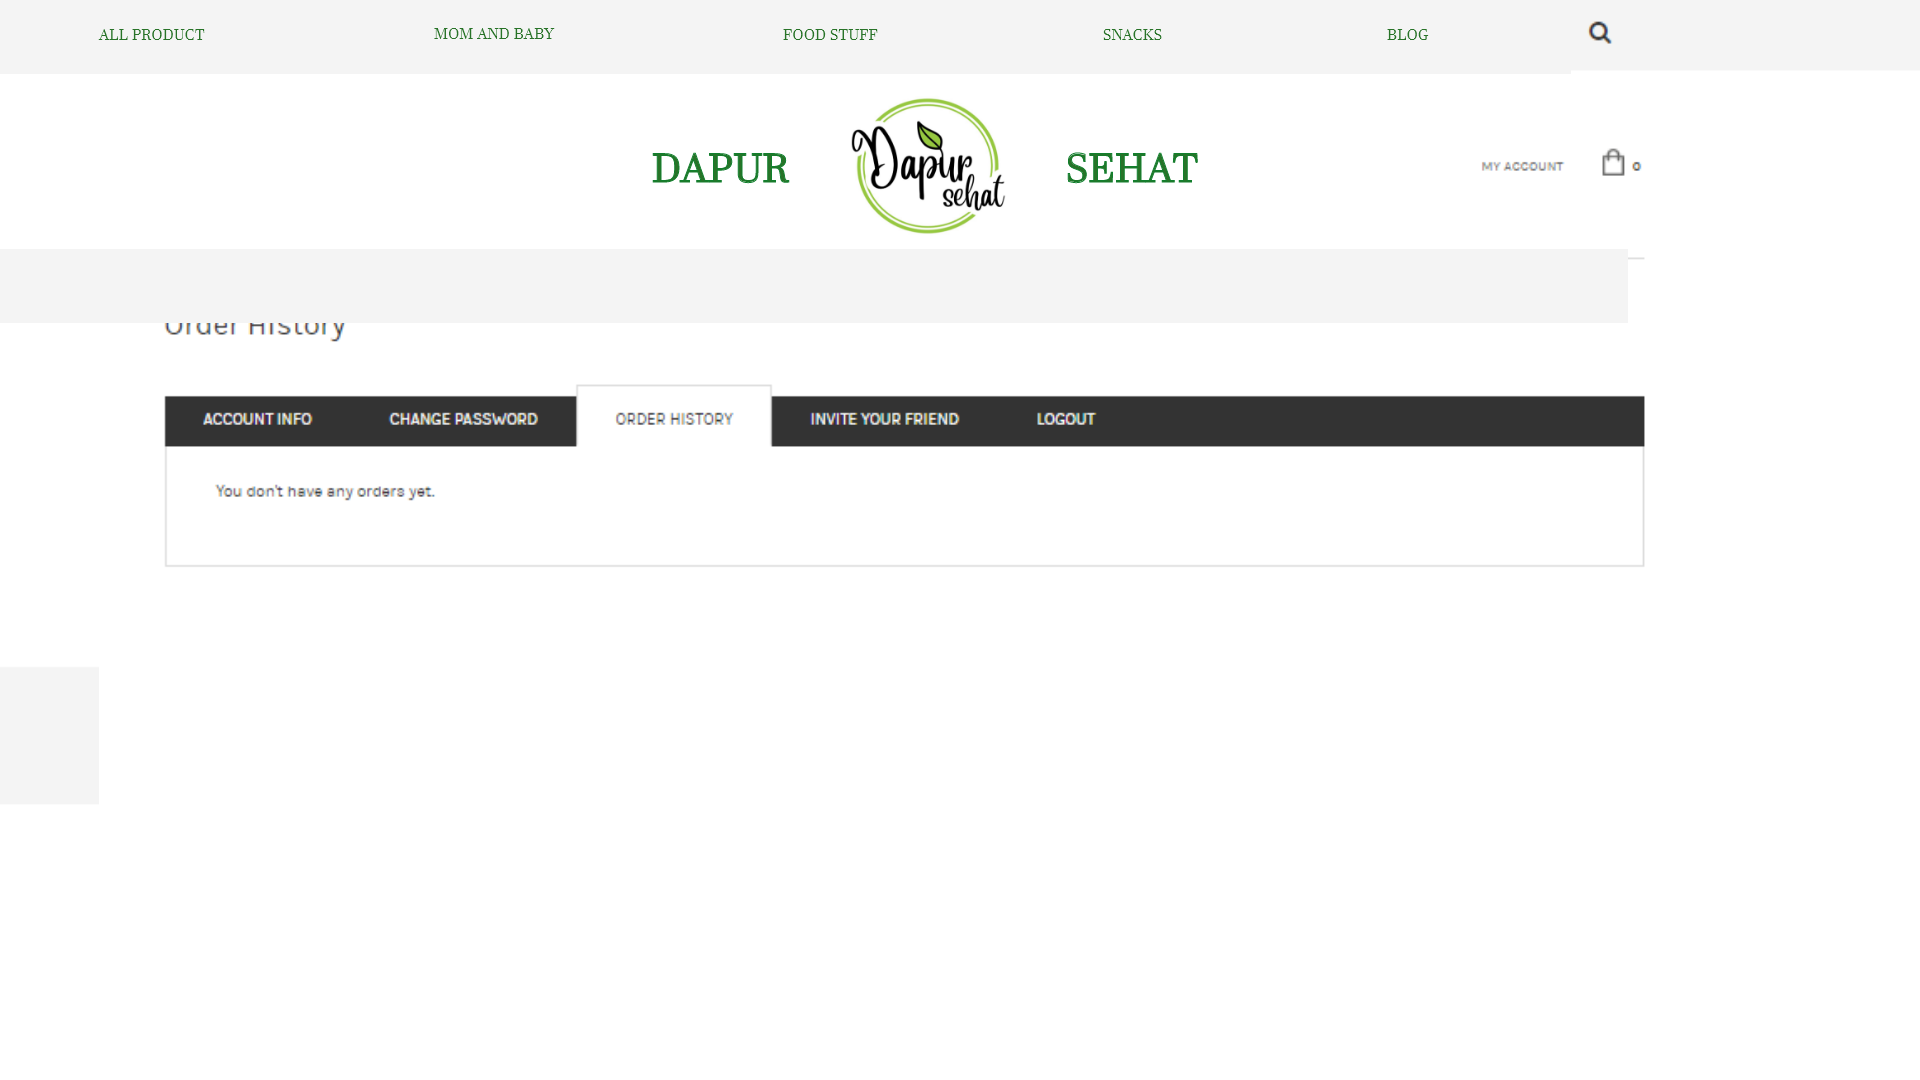 ALL PRODUCT MOM AND BABY FOOD STUFF SNACKS BLOG
DAPUR Dapur sehat SEHAT
MY ACCOUNT 0
Order History
ACCOUNT INFO CHANGE PASSWORD ORDER HISTORY INVITE YOUR FRIEND LOGOUT
You don't have any orders yet.